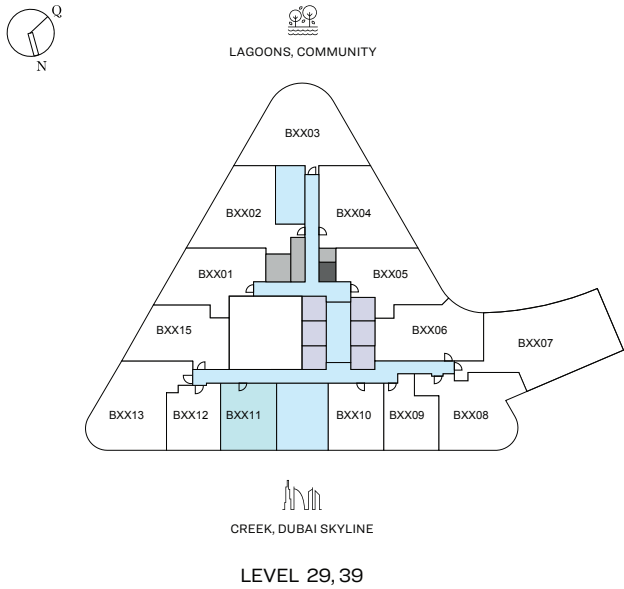 Q
N
LAGOONS, COMMUNITY
BXX03
BXX02
BXX04
BXX01
BXX05
BXX15
BXX06
BXX07
BXX13
BXX12
BXX11
BXX10
BXX09
BXX08
CREEK, DUBAI SKYLINE
LEVEL 29, 39